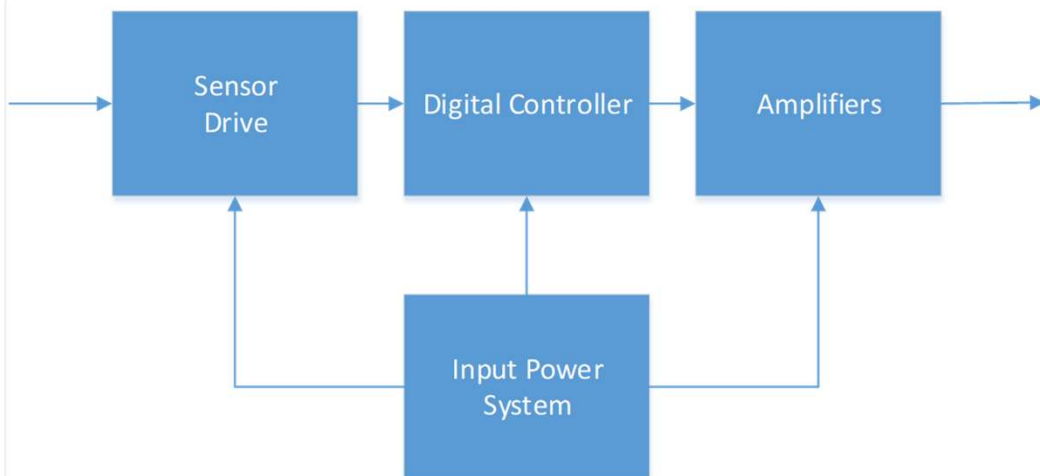 Sensor
Drive
Digital Controller
Amplifiers
Input Power
System